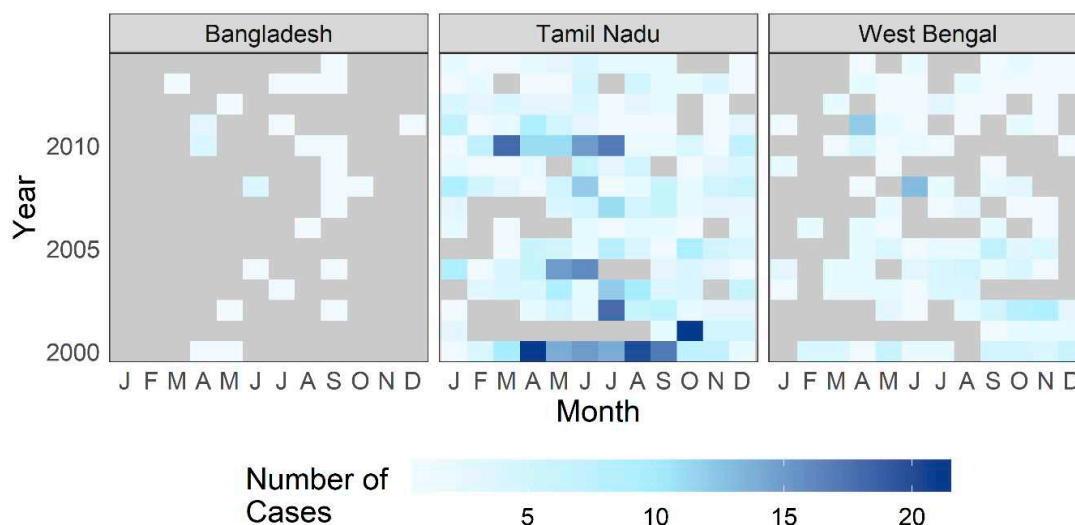 Bangladesh Tamil Nadu West Bengal
Year
2010
2005
2000
J F M A M J J A S O N D J F M A M J J A S O N D J F M A M J J A S O N D
Month
Number of
Cases
5 10 15 20